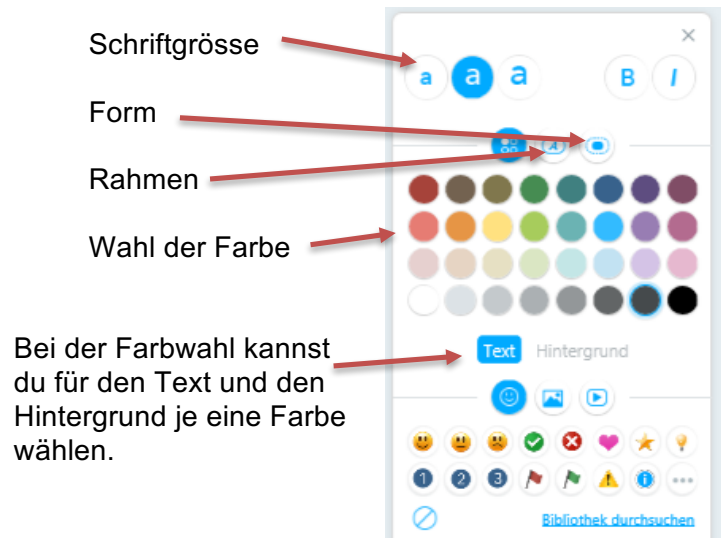 Schriftgrösse
a a a B I
Form
A
Rahmen
Wahl der Farbe
Bei der Farbwahl kannst
du für den Text und den
Hintergrund je eine Farbe
wählen.
Text Hintergrund
1 2 3
Bibliothek durchsuchen